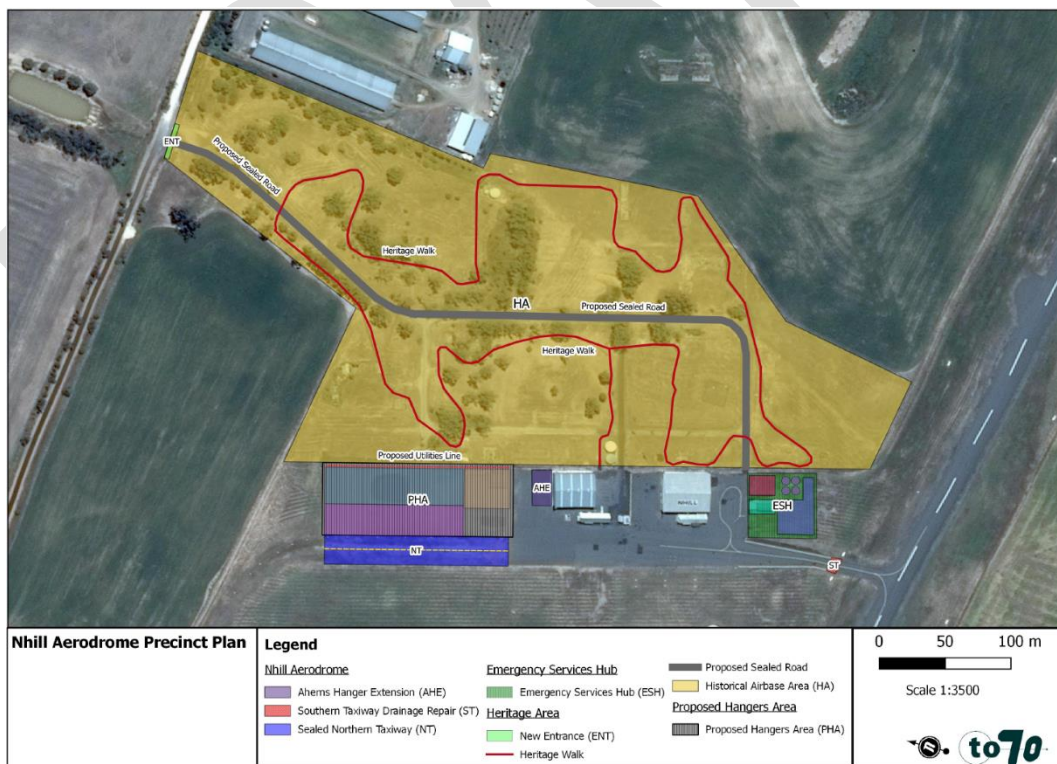 ENT
Proposed Sealed Road
Heritage Walk
HA
Proposed Sealed Road
Heritage Walk
Proposed Utilities Line
PHA
AHE
NHILL
ESH
NT
ST
Nhill Aerodrome Precinct Plan
Legend
Nhill Aerodrome
Aherns Hanger Extension (AHE)
Southern Taxiway Drainage Repair (ST)
Sealed Northern Taxiway (NT)
Emergency Services Hub
Emergency Services Hub (ESH)
Heritage Area
New Entrance (ENT)
Heritage Walk
Proposed Sealed Road
Historical Airbase Area (HA)
Proposed Hangers Area
Proposed Hangers Area (PHA)
0 50 100 m
Scale 1:3500
to70